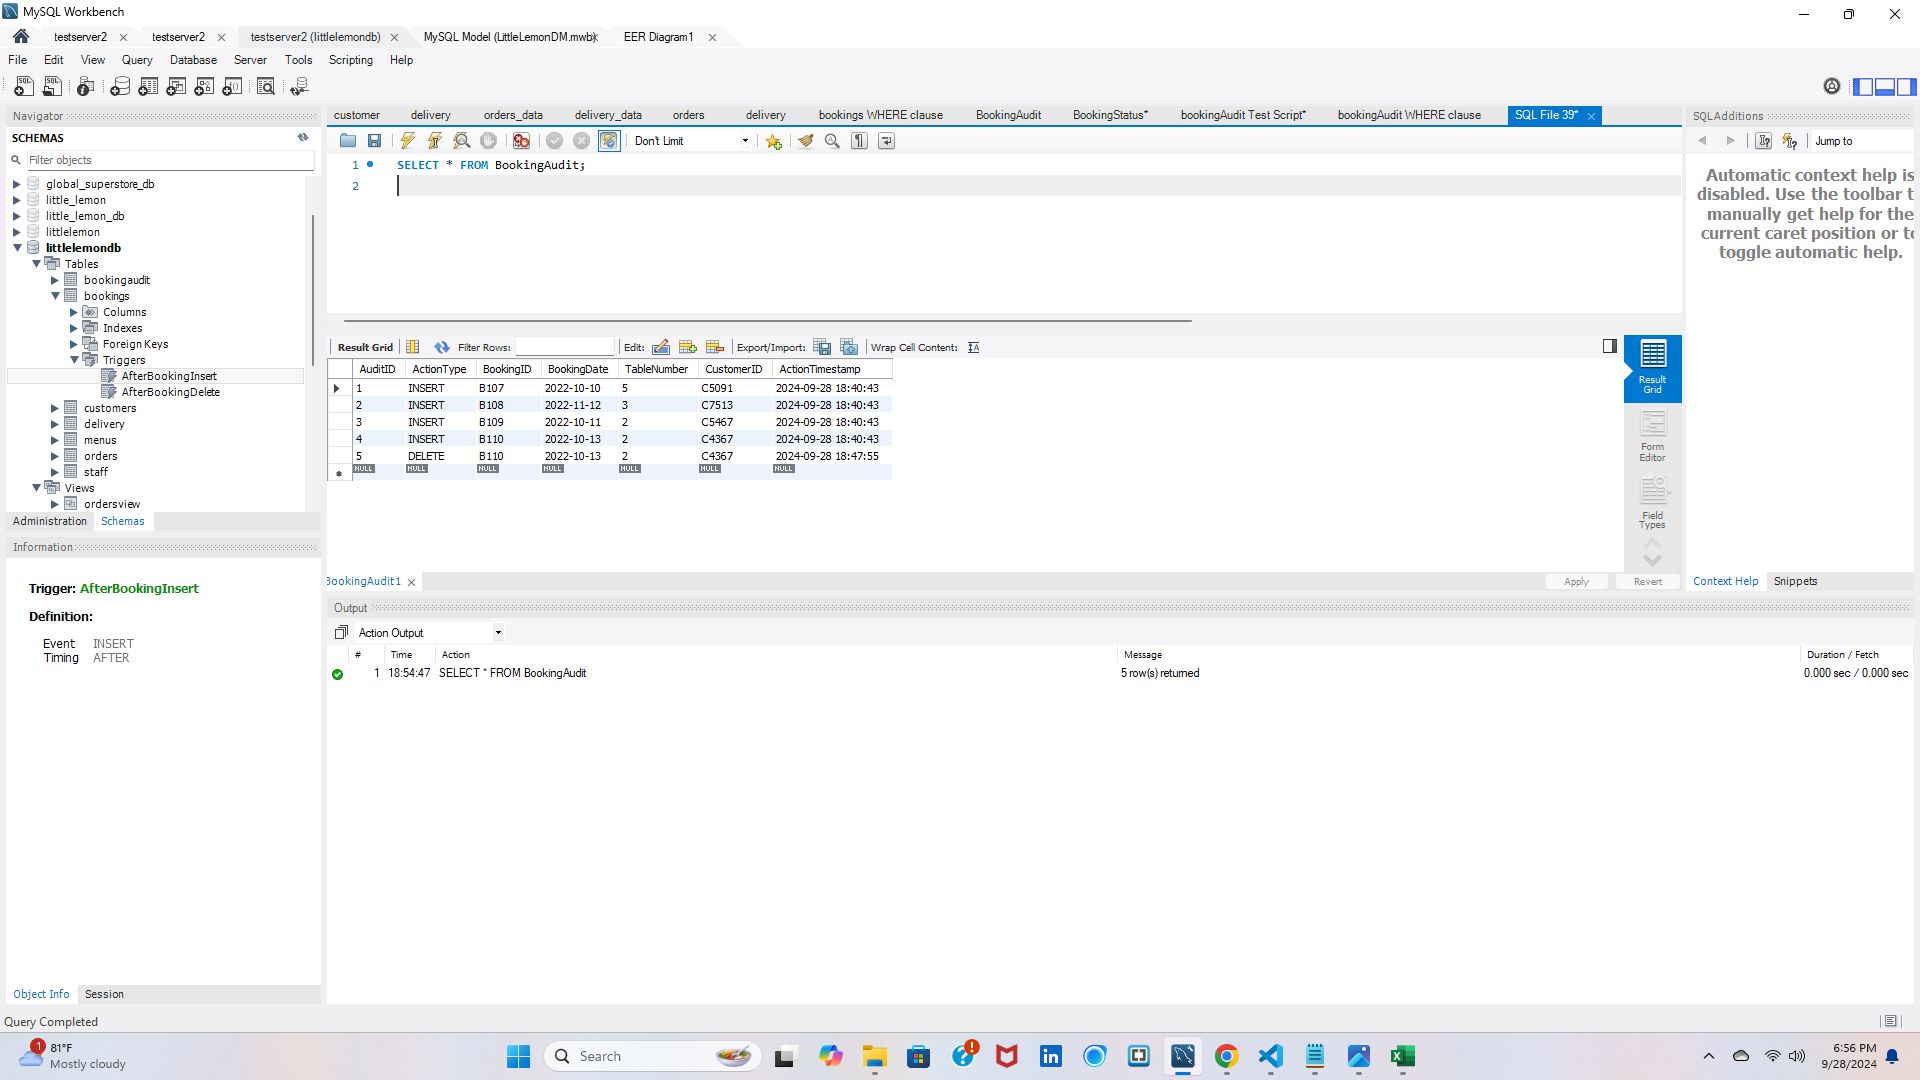 MySQL Workbench
testserver2
testserver2
testserver2 (littlelemondb)
MySQL Model (LittleLemonDM.mwb)
EER Diagram1
File Edit View Query Database Server Tools Scripting Help
Navigator
SCHEMAS
Filter objects
global_superstore_db
little_lemon
little_lemon_db
littlelemon
littlelemondb
Tables
bookingaudit
bookings
Columns
Indexes
Foreign Keys
Triggers
AfterBookingInsert
AfterBookingDelete
customers
delivery
menus
orders
staff
Views
ordersview
Administration Schemas
Information
Trigger: AfterBookingInsert
Definition:
Event INSERT
Timing AFTER
Object Info Session
customer delivery orders_data delivery_data orders delivery bookings WHERE clause BookingAudit BookingStatus* bookingAudit Test Script* bookingAudit WHERE clause SQL File 39*
Don't Limit
1 SELECT * FROM BookingAudit;
2
Result Grid Filter Rows: Edit: Export/Import: Wrap Cell Content:
AuditID ActionType BookingID BookingDate TableNumber CustomerID ActionTimestamp
1 INSERT B107 2022-10-10 5 C5091 2024-09-28 18:40:43
2 INSERT B108 2022-11-12 3 C7513 2024-09-28 18:40:43
3 INSERT B109 2022-10-11 2 C5467 2024-09-28 18:40:43
4 INSERT B110 2022-10-13 2 C4367 2024-09-28 18:40:43
5 DELETE B110 2022-10-13 2 C4367 2024-09-28 18:47:55
NULL NULL NULL NULL NULL NULL NULL
Result
Grid
Form
Editor
Field
Types
BookingAudit 1
Apply Revert
Output
Action Output
# Time Action Message Duration / Fetch
1 18:54:47 SELECT * FROM BookingAudit 5 row(s) returned 0.000 sec / 0.000 sec
SQLAdditions
Jump to
Automatic context help is
disabled. Use the toolbar t
manually get help for the
current caret position or to
toggle automatic help.
Context Help Snippets
Query Completed
1
81°F
Mostly cloudy
Search
6:56 PM
9/28/2024